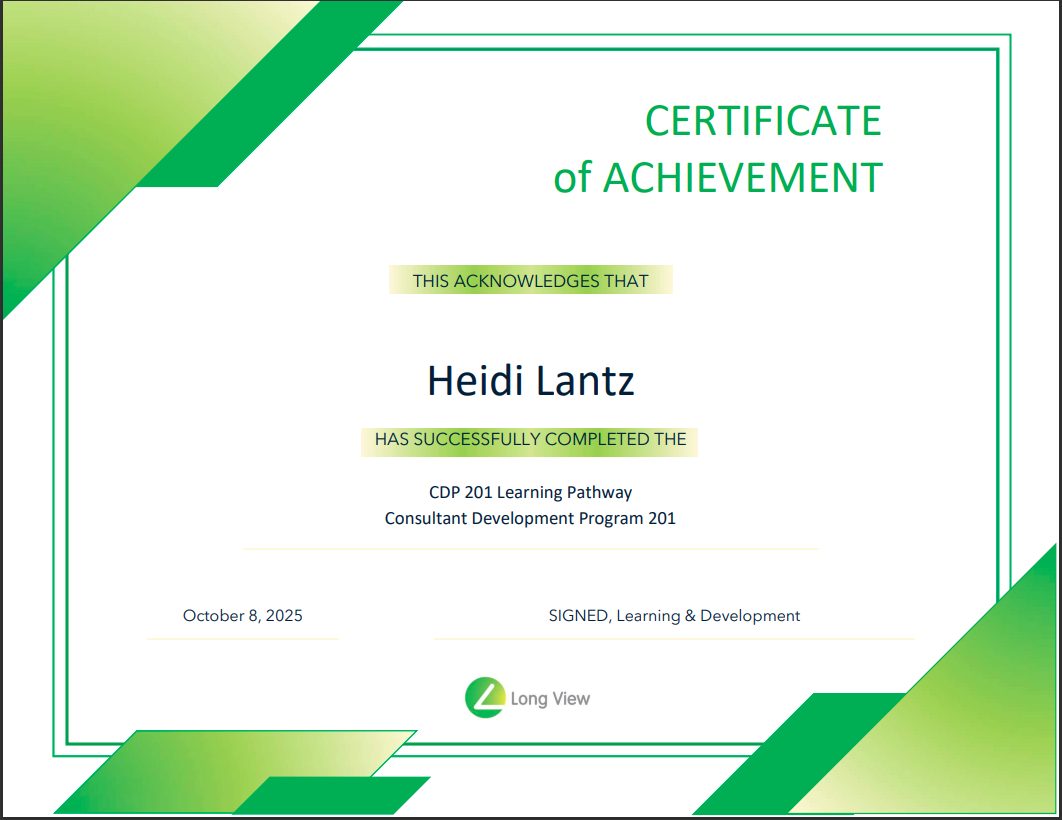 CERTIFICATE
of ACHIEVEMENT
THIS ACKNOWLEDGES THAT
Heidi Lantz
HAS SUCCESSFULLY COMPLETED THE
CDP 201 Learning Pathway
Consultant Development Program 201
October 8, 2025
SIGNED, Learning & Development
Long View